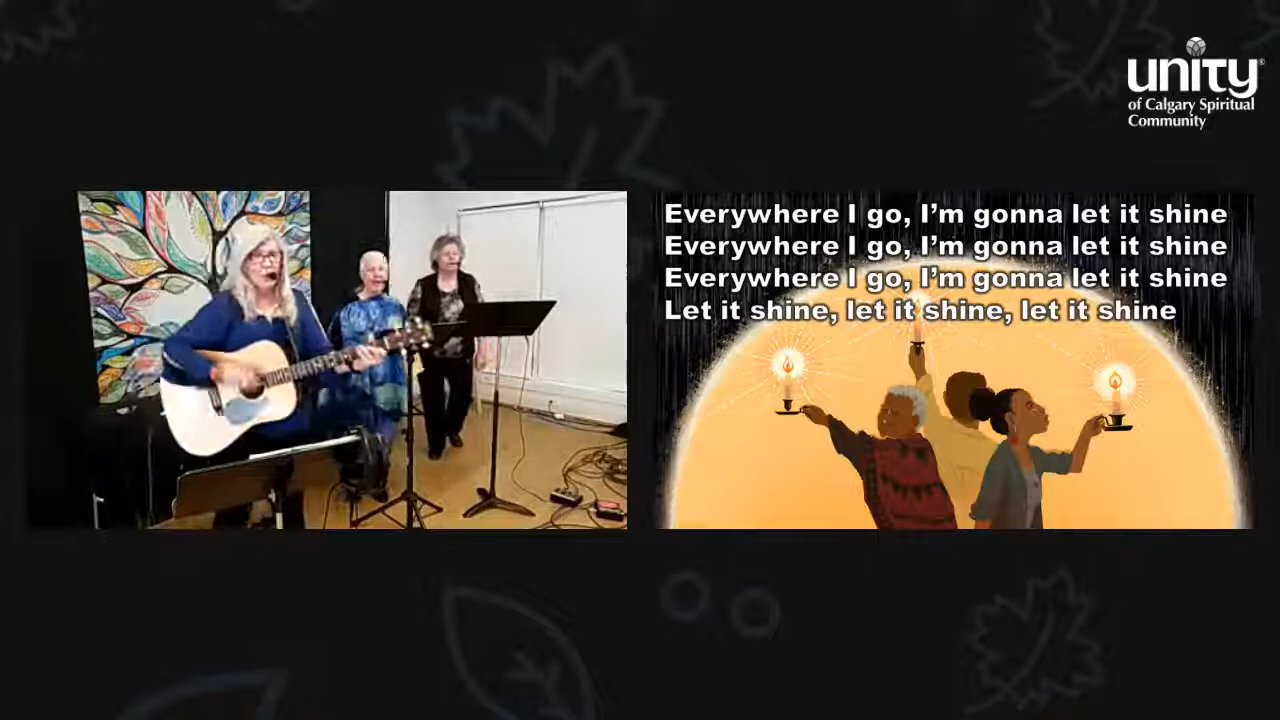 unity®
of Calgary Spiritual
Community
Everywhere I go, I’m gonna let it shine
Everywhere I go, I’m gonna let it shine
Everywhere I go, I’m gonna let it shine
Let it shine, let it shine, let it shine